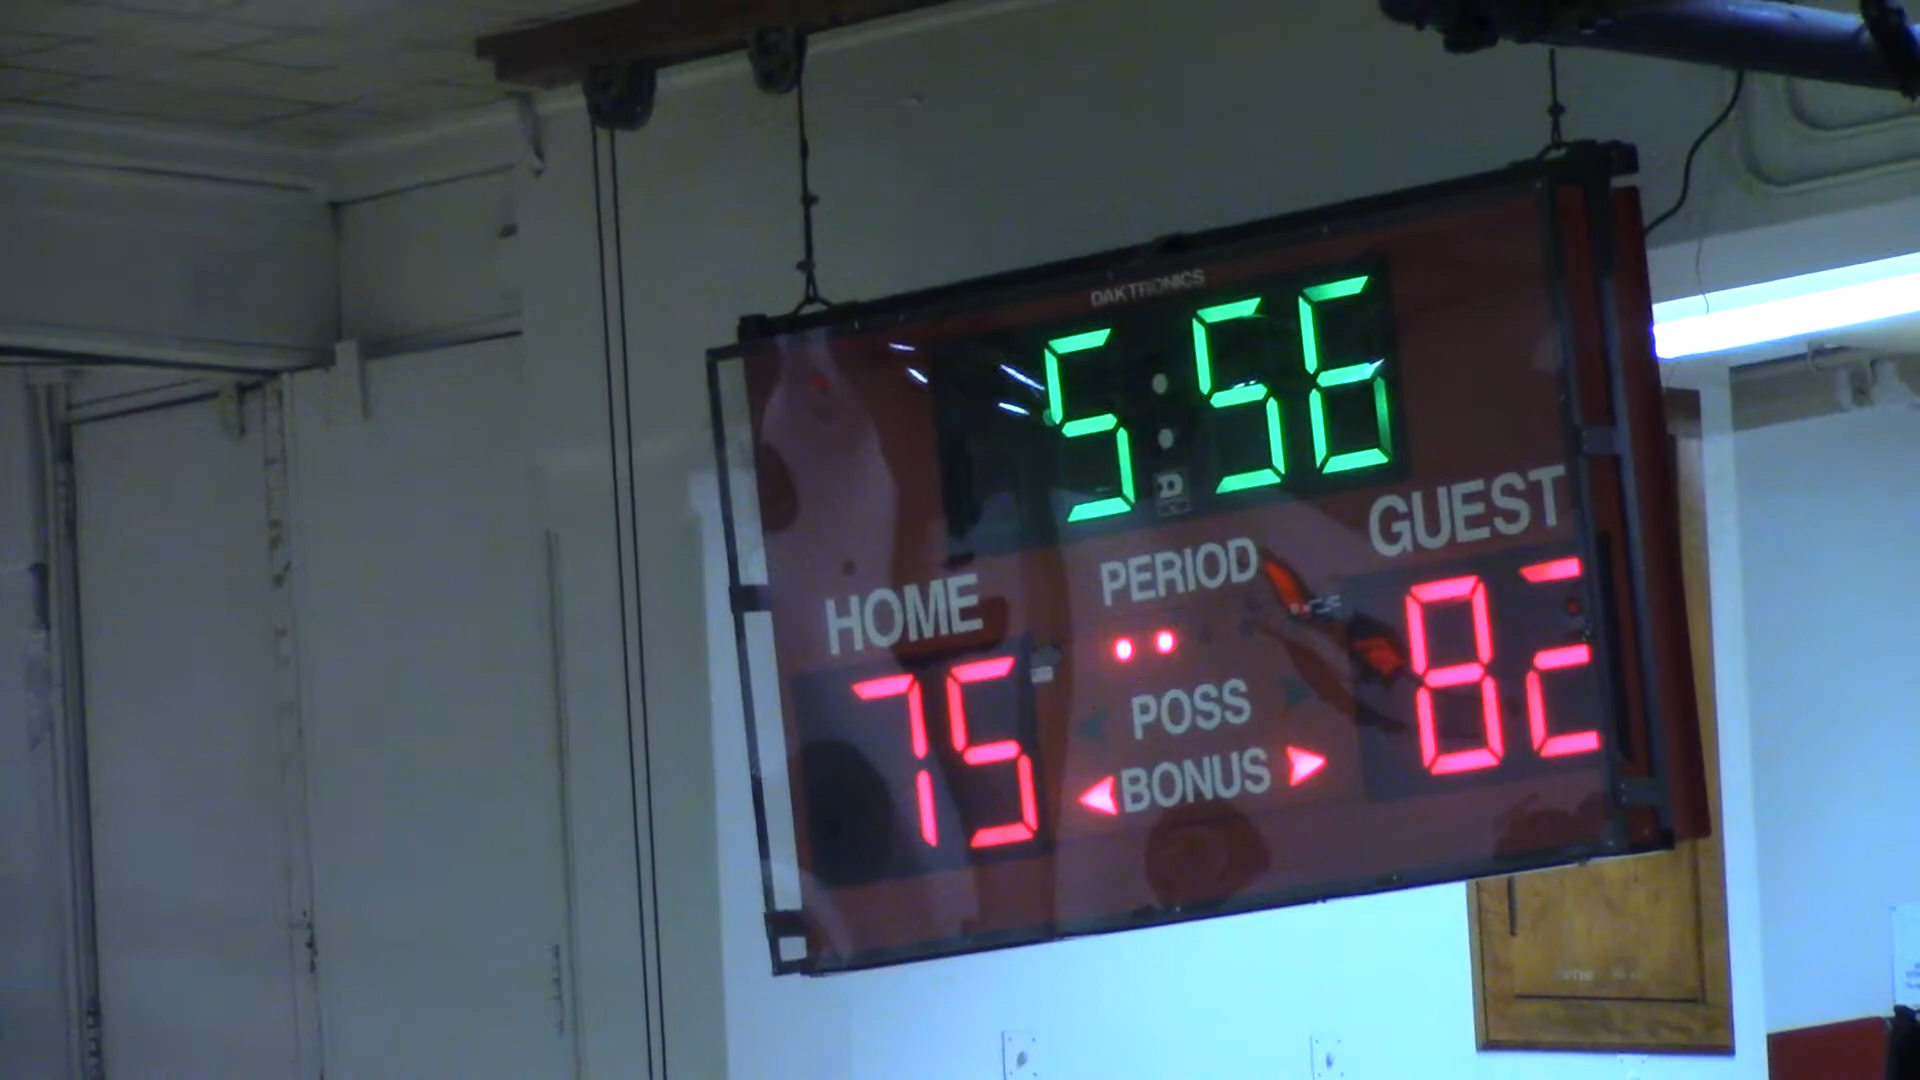 DAKTRONICS
5:56
HOME PERIOD GUEST
75 82
POSS
BONUS